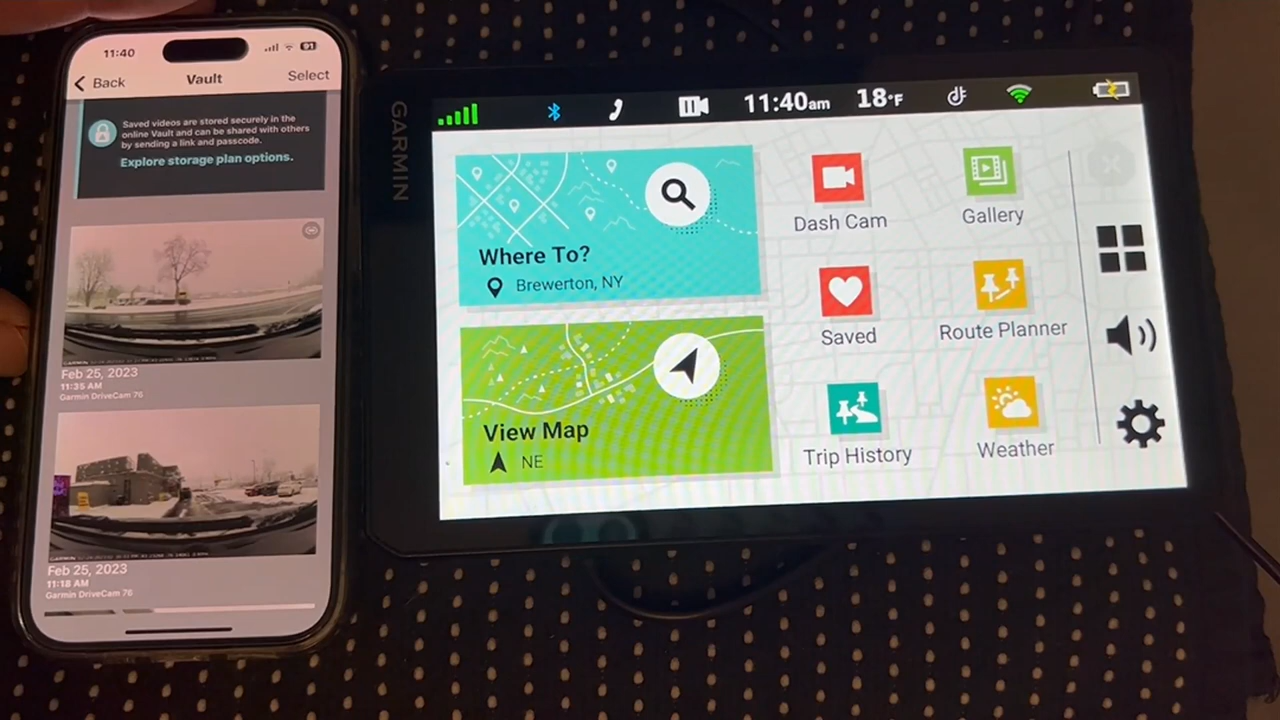 11:40
91
Back
Vault
Select
Saved videos are stored securely in the
online Vault and can be shared with others
by sending a link and passcode.
Explore storage plan options.
Feb 25, 2023
11:35 AM
Garmin DriveCam 76
Feb 25, 2023
11:18 AM
Garmin DriveCam 76
GARMIN
11:40am
18°F
Where To?
Brewerton, NY
View Map
NE
Dash Cam
Gallery
Saved
Route Planner
Trip History
Weather